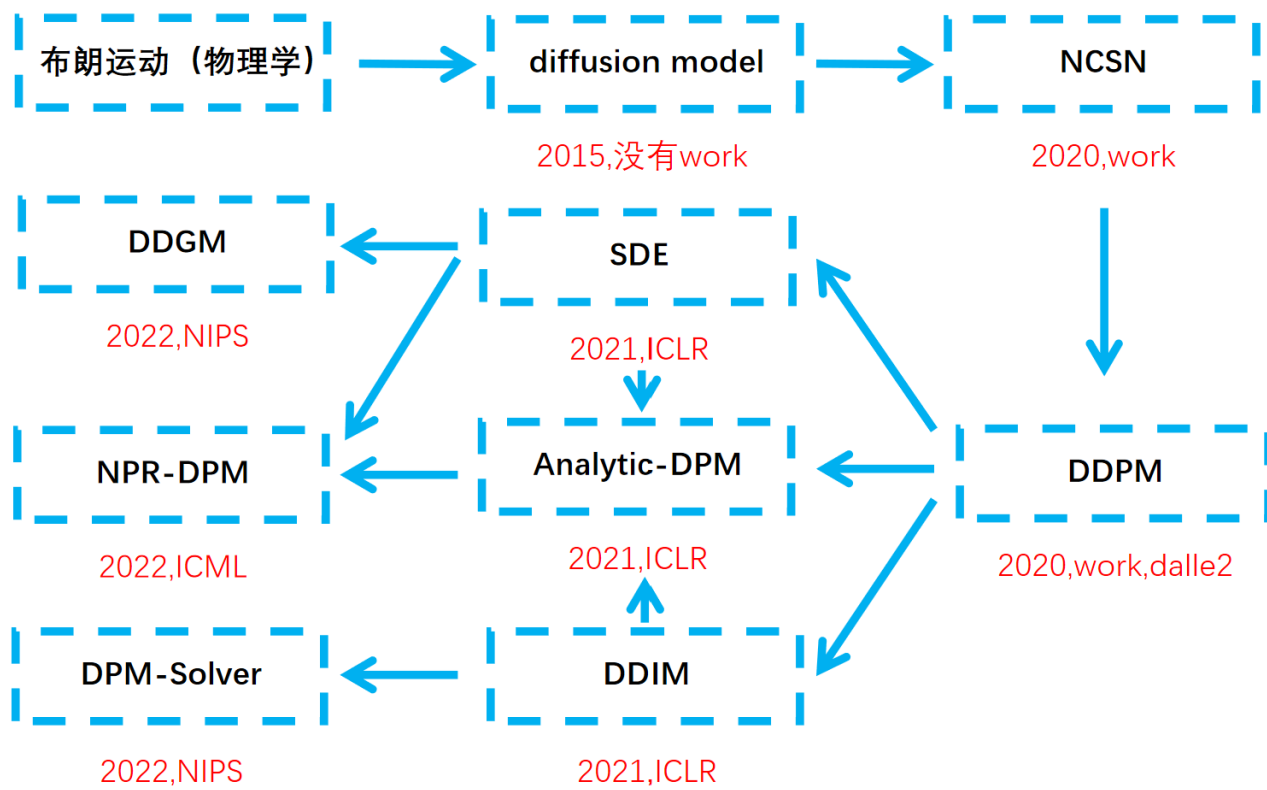 布朗运动（物理学）
diffusion model
NCSN
2015,没有work
2020,work
DDGM
SDE
2022,NIPS
2021,ICLR
NPR-DPM
Analytic-DPM
DDPM
2022,ICML
2021,ICLR
2020,work,dalle2
DPM-Solver
DDIM
2022,NIPS
2021,ICLR